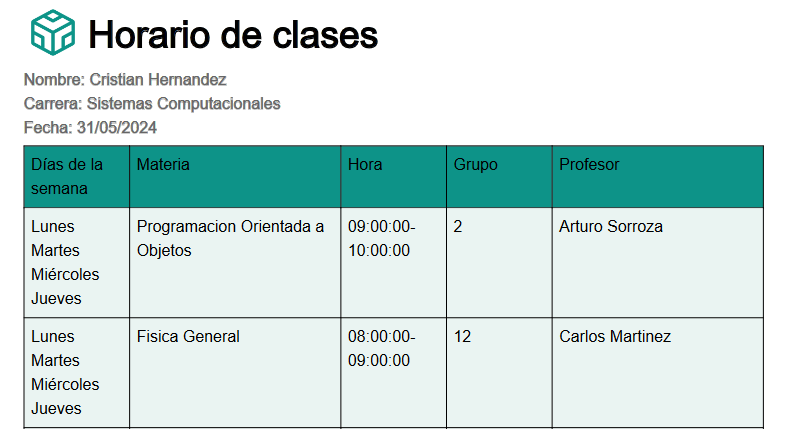 Horario de clases
Nombre: Cristian Hernandez
Carrera: Sistemas Computacionales
Fecha: 31/05/2024
Días de la semana Materia Hora Grupo Profesor
Lunes Martes Miércoles Jueves Programacion Orientada a Objetos 09:00:00-10:00:00 2 Arturo Sorroza
Lunes Martes Miércoles Jueves Fisica General 08:00:00-09:00:00 12 Carlos Martinez